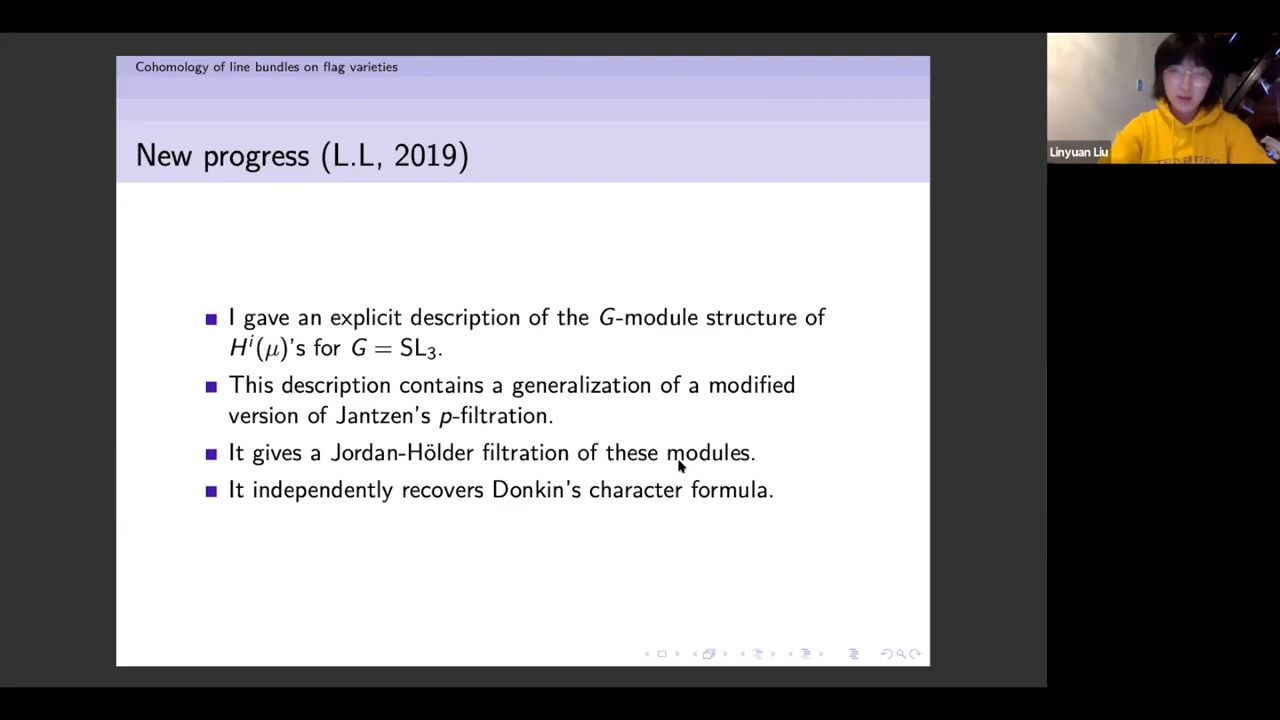 Cohomology of line bundles on flag varieties
New progress (L.L, 2019)
I gave an explicit description of the G-module structure of
Hⁱ(μ)'s for G = SL₃.
This description contains a generalization of a modified
version of Jantzen's p-filtration.
It gives a Jordan-Hölder filtration of these modules.
It independently recovers Donkin's character formula.
Linyuan Liu